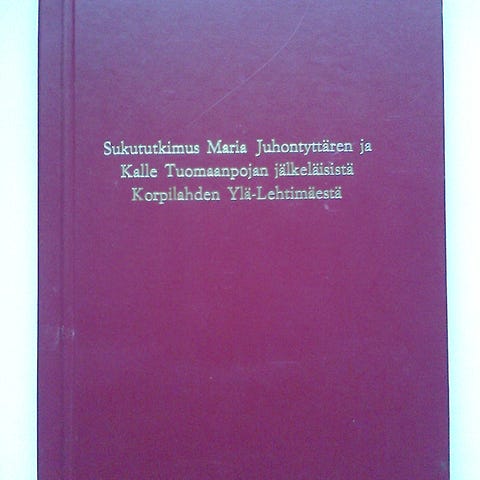 Sukututkimus Maria Juhontyttären ja
Kalle Tuomaanpojan jälkeläisistä
Korpilahden Ylä-Lehtimäestä